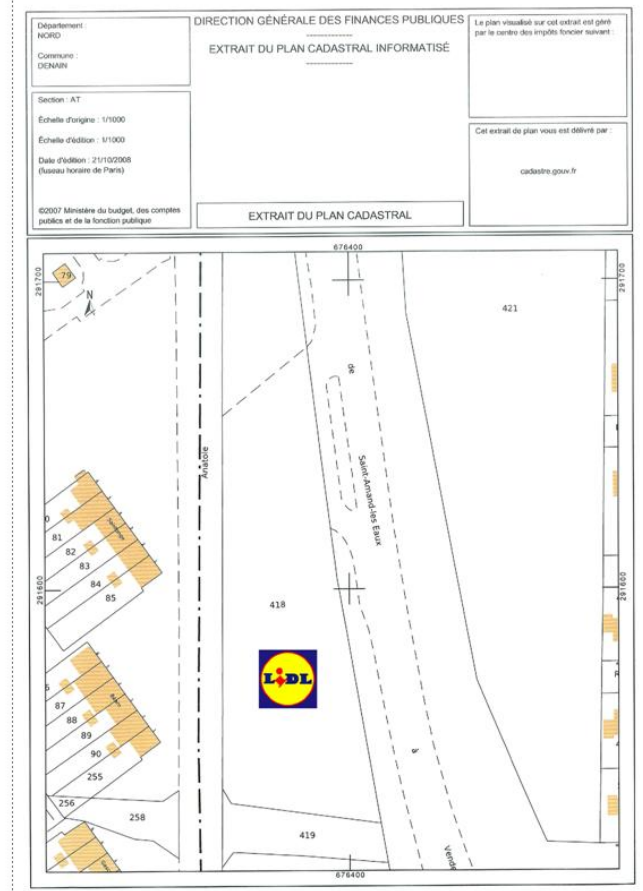 Département :
NORD
Commune :
DENAIN
Section : AT
Échelle d'origine : 1/1000
Échelle d'édition : 1/1000
Date d'édition : 21/10/2008
(fuseau horaire de Paris)
©2007 Ministère du budget, des comptes
publics et de la fonction publique
DIRECTION GÉNÉRALE DES FINANCES PUBLIQUES
EXTRAIT DU PLAN CADASTRAL INFORMATISÉ
EXTRAIT DU PLAN CADASTRAL
Le plan visualisé sur cet extrait est géré
par le centre des impôts foncier suivant :
Cet extrait de plan vous est délivré par :
cadastre.gouv.fr
676400
291700
291700
79
N
421
de
Saint-Amand-les Eaux
Anatole
81
82
83
84
85
291600
291600
418
LIDL
87
88
89
90
255
256
258
419
676400